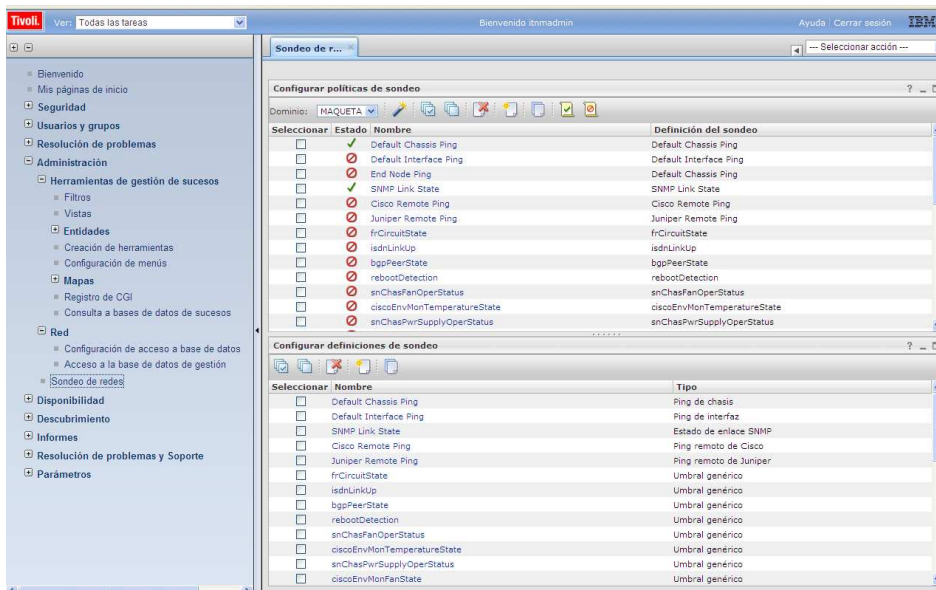 Tivoli. Ver: Todas las tareas Bienvenido itnmadmin Ayuda Cerrar sesión IBM
Sondeo de r... --- Seleccionar acción ---
Bienvenido
Mis páginas de inicio
Seguridad
Usuarios y grupos
Resolución de problemas
Administración
Herramientas de gestión de sucesos
Filtros
Vistas
Entidades
Creación de herramientas
Configuración de menús
Mapas
Registro de CGI
Consulta a bases de datos de sucesos
Red
Configuración de acceso a base de datos
Acceso a la base de datos de gestión
Sondeo de redes
Disponibilidad
Descubrimiento
Informes
Resolución de problemas y Soporte
Parámetros
Configurar políticas de sondeo
Dominio: MAQUETA
Seleccionar Estado Nombre Definición del sondeo
Default Chassis Ping Default Chassis Ping
Default Interface Ping Default Interface Ping
End Node Ping Default Chassis Ping
SNMP Link State SNMP Link State
Cisco Remote Ping Cisco Remote Ping
Juniper Remote Ping Juniper Remote Ping
frCircuitState frCircuitState
isdnLinkUp isdnLinkUp
bgpPeerState bgpPeerState
rebootDetection rebootDetection
snChasFanOperStatus snChasFanOperStatus
ciscoEnvMonTemperatureState ciscoEnvMonTemperatureState
snChasPwrSupplyOperStatus snChasPwrSupplyOperStatus
Configurar definiciones de sondeo
Seleccionar Nombre Tipo
Default Chassis Ping Ping de chasis
Default Interface Ping Ping de interfaz
SNMP Link State Estado de enlace SNMP
Cisco Remote Ping Ping remoto de Cisco
Juniper Remote Ping Ping remoto de Juniper
frCircuitState Umbral genérico
isdnLinkUp Umbral genérico
bgpPeerState Umbral genérico
rebootDetection Umbral genérico
snChasFanOperStatus Umbral genérico
ciscoEnvMonTemperatureState Umbral genérico
snChasPwrSupplyOperStatus Umbral genérico
ciscoEnvMonFanState Umbral genérico